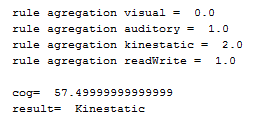 rule agregation visual = 0.0
rule agregation auditory = 1.0
rule agregation kinestatic = 2.0
rule agregation readWrite = 1.0
cog= 57.49999999999999
result= Kinestatic